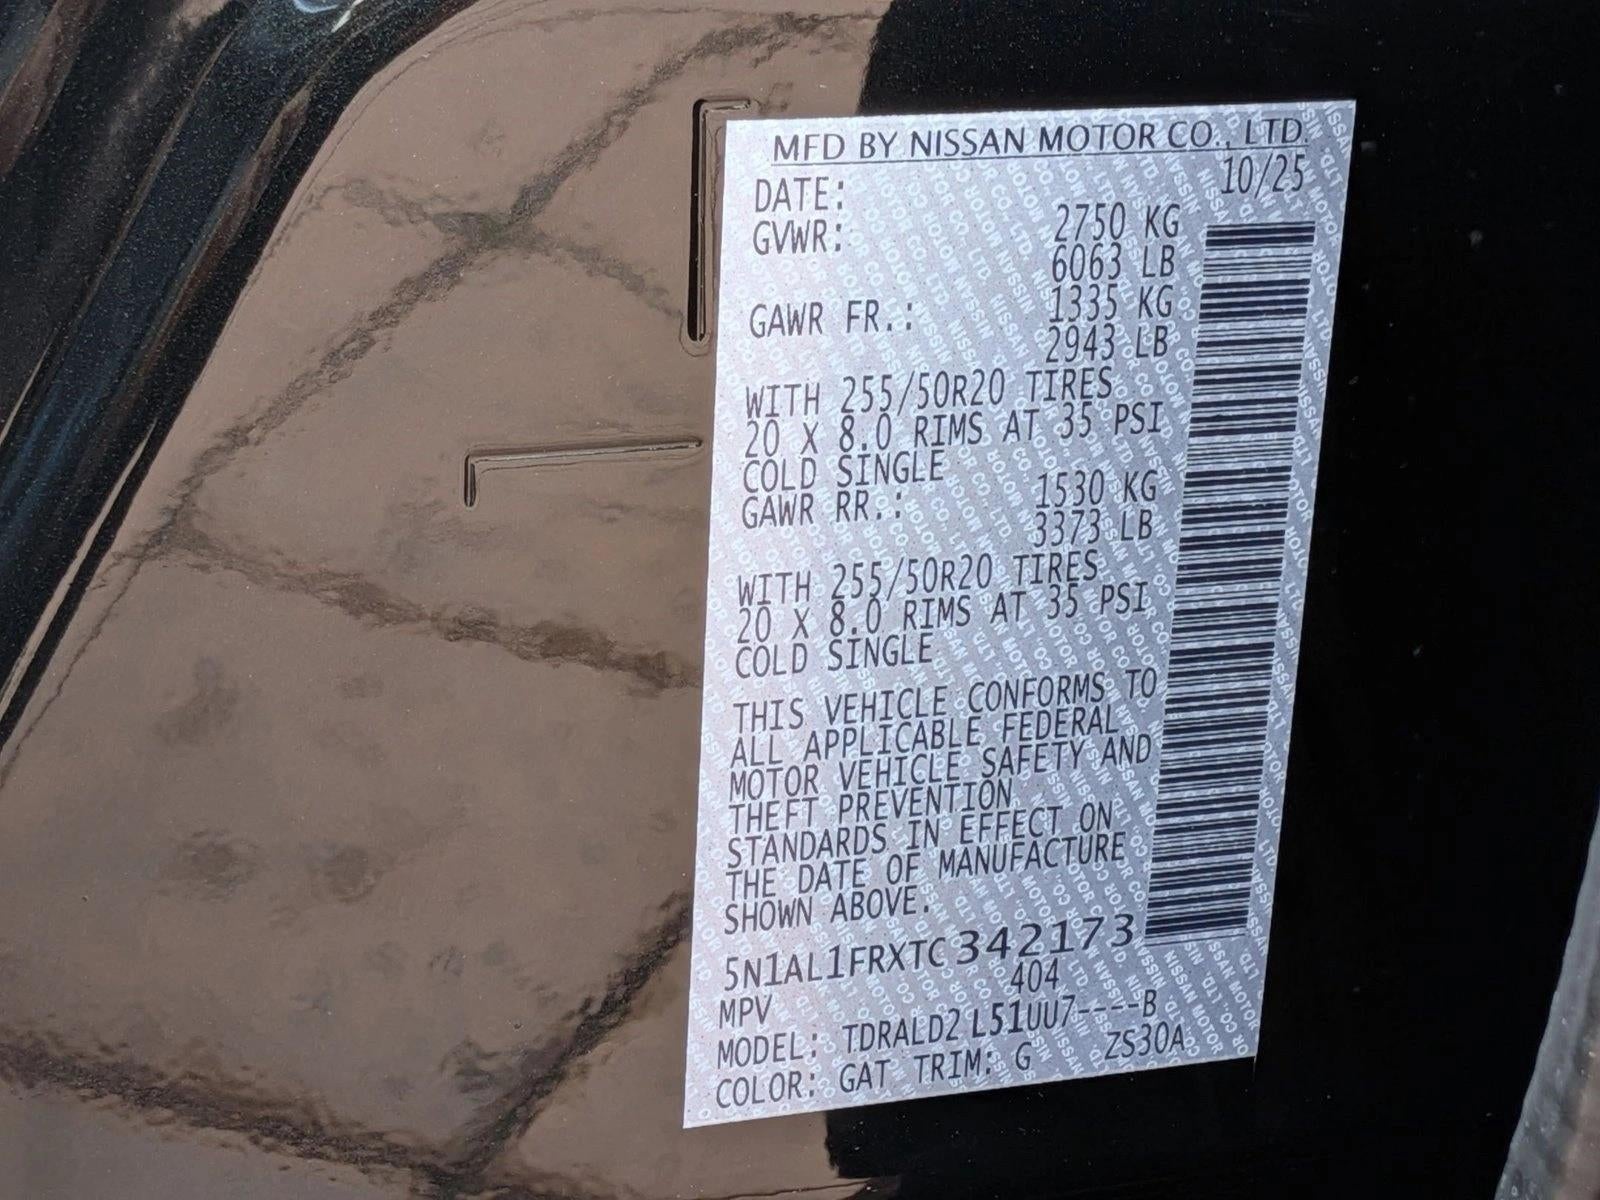 MFD BY NISSAN MOTOR CO., LTD.
DATE: 10/25
GVWR: 2750 KG
6063 LB
GAWR FR.: 1335 KG
2943 LB
WITH 255/50R20 TIRES
20 X 8.0 RIMS AT 35 PSI
COLD SINGLE
GAWR RR.: 1530 KG
3373 LB
WITH 255/50R20 TIRES
20 X 8.0 RIMS AT 35 PSI
COLD SINGLE
THIS VEHICLE CONFORMS TO
ALL APPLICABLE FEDERAL
MOTOR VEHICLE SAFETY AND
THEFT PREVENTION
STANDARDS IN EFFECT ON
THE DATE OF MANUFACTURE
SHOWN ABOVE.
5N1AL1FRXTC342173
MPV 404
MODEL: TDRALD2 L51UU7----B
COLOR: GAT TRIM: G ZS30A